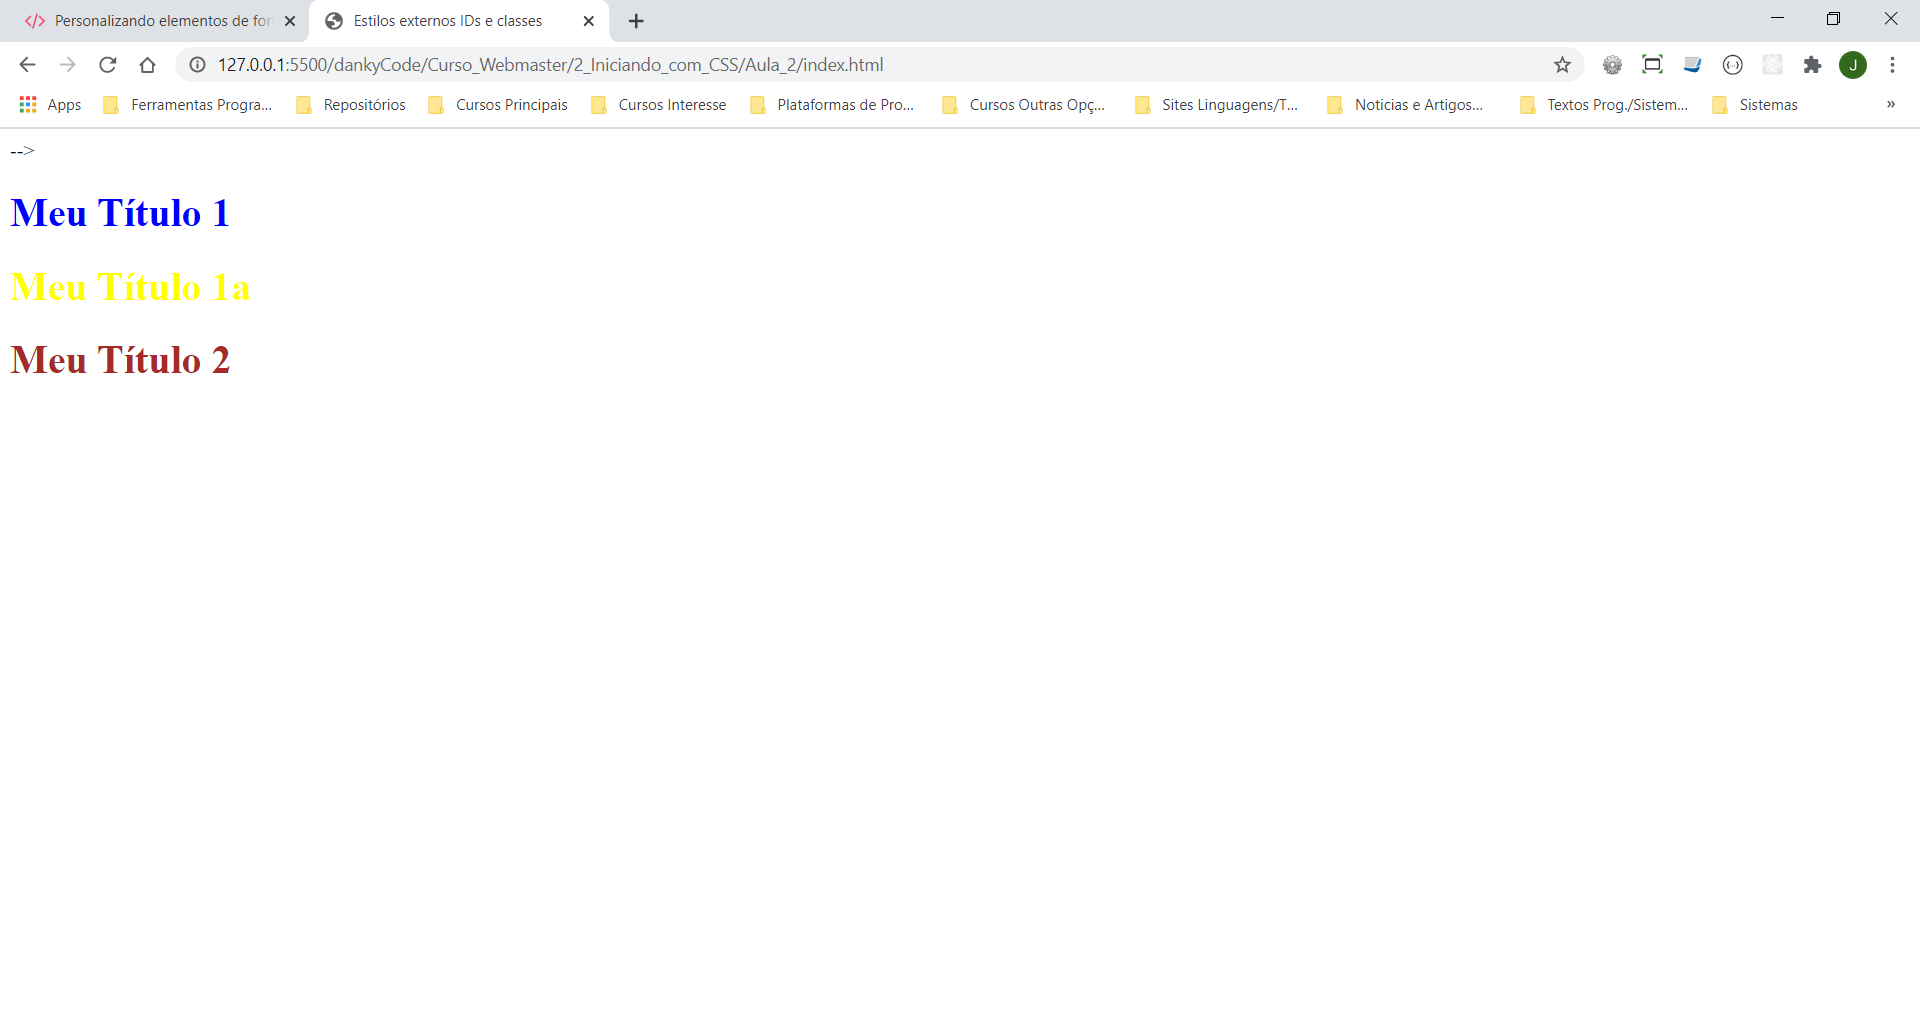 </> Personalizando elementos de for
Estilos externos IDs e classes
127.0.0.1:5500/dankyCode/Curso_Webmaster/2_Iniciando_com_CSS/Aula_2/index.html
J
Apps Ferramentas Progra... Repositórios Cursos Principais Cursos Interesse Plataformas de Pro... Cursos Outras Opç... Sites Linguagens/T... Noticias e Artigos... Textos Prog./Sistem... Sistemas »
-->
Meu Título 1
Meu Título 1a
Meu Título 2